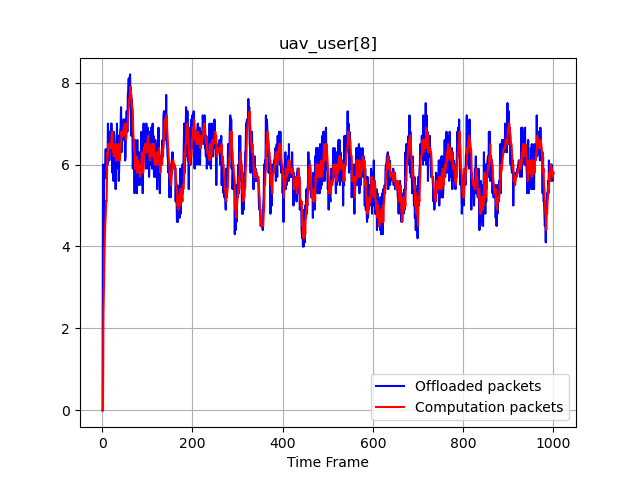 uav_user[8]
8
6
4
2
0
Offloaded packets
Computation packets
0 200 400 600 800 1000
Time Frame